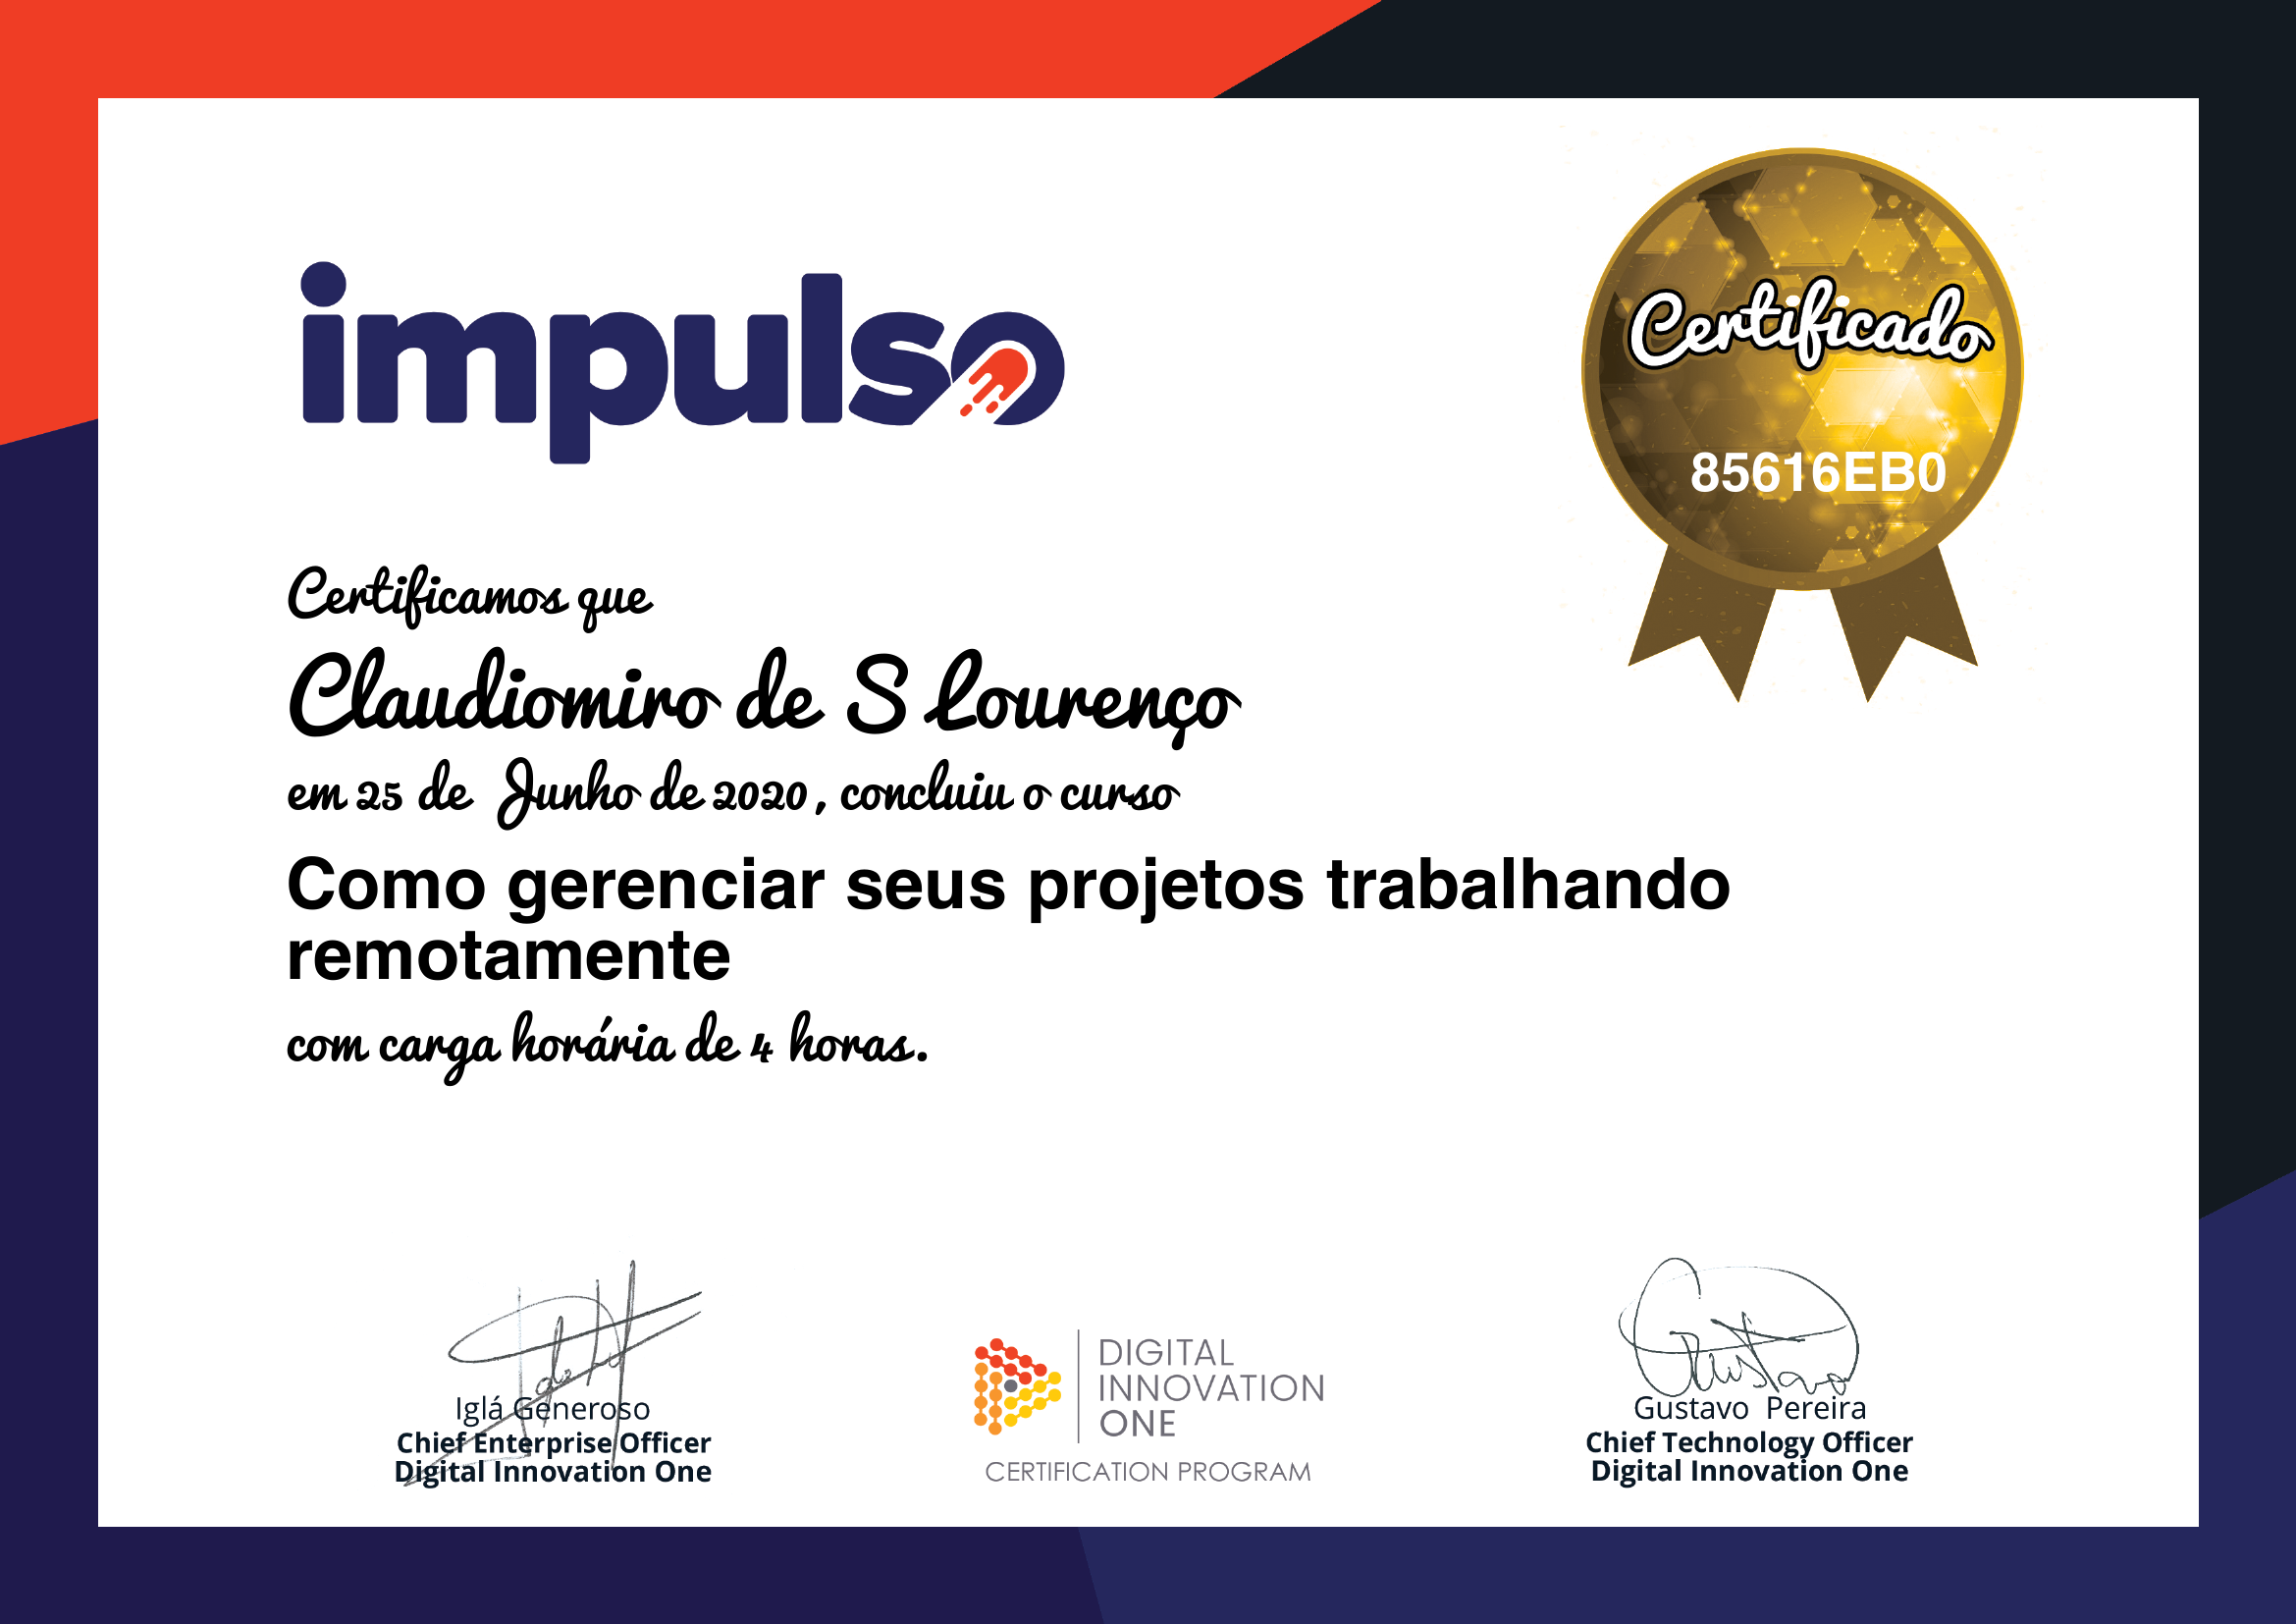 impulso
Certificado
85616EB0
Certificamos que
Claudiomiro de S Lourenço
em 25 de Junho de 2020, concluiu o curso
Como gerenciar seus projetos trabalhando
remotamente
com carga horária de 4 horas.
Iglá Generoso
Chief Enterprise Officer
Digital Innovation One
DIGITAL
INNOVATION
ONE
CERTIFICATION PROGRAM
Gustavo
Gustavo Pereira
Chief Technology Officer
Digital Innovation One